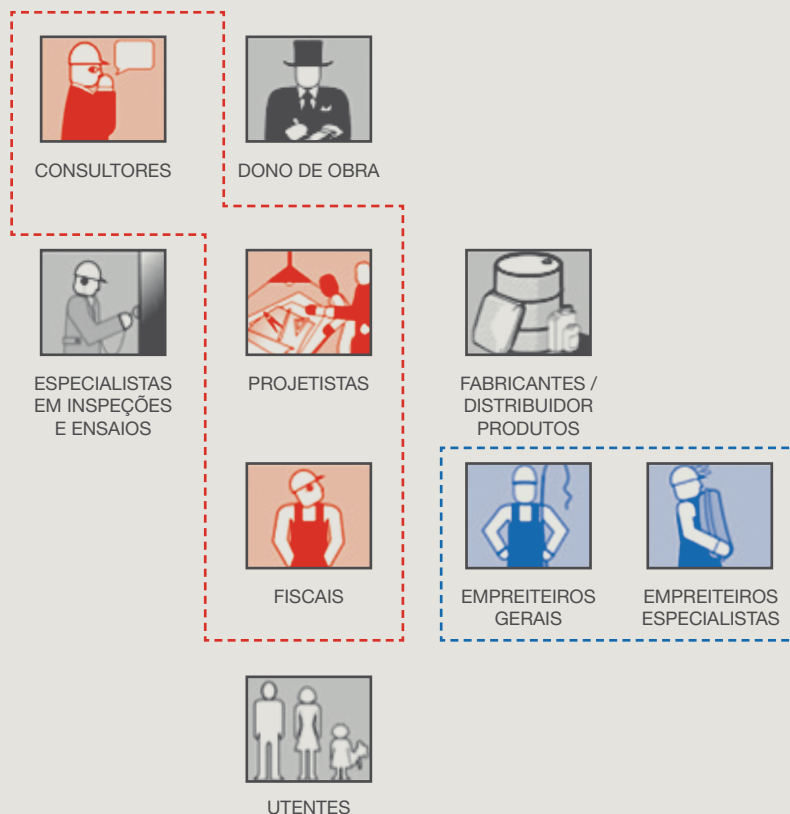 CONSULTORES
DONO DE OBRA
ESPECIALISTAS
EM INSPEÇÕES
E ENSAIOS
PROJETISTAS
FABRICANTES /
DISTRIBUIDOR
PRODUTOS
FISCAIS
EMPREITEIROS
GERAIS
EMPREITEIROS
ESPECIALISTAS
UTENTES